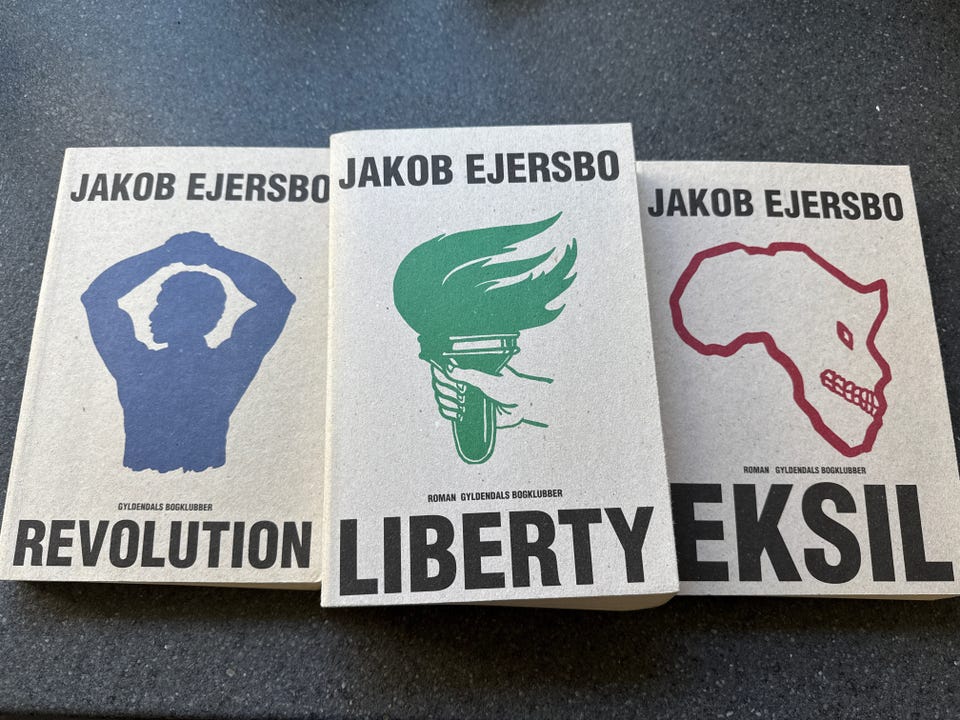 JAKOB EJERSBO
GYLDENDALS BOGKLUBBER
REVOLUTION
JAKOB EJERSBO
ROMAN GYLDENDALS BOGKLUBBER
LIBERTY
JAKOB EJERSBO
ROMAN GYLDENDALS BOGKLUBBER
EKSIL